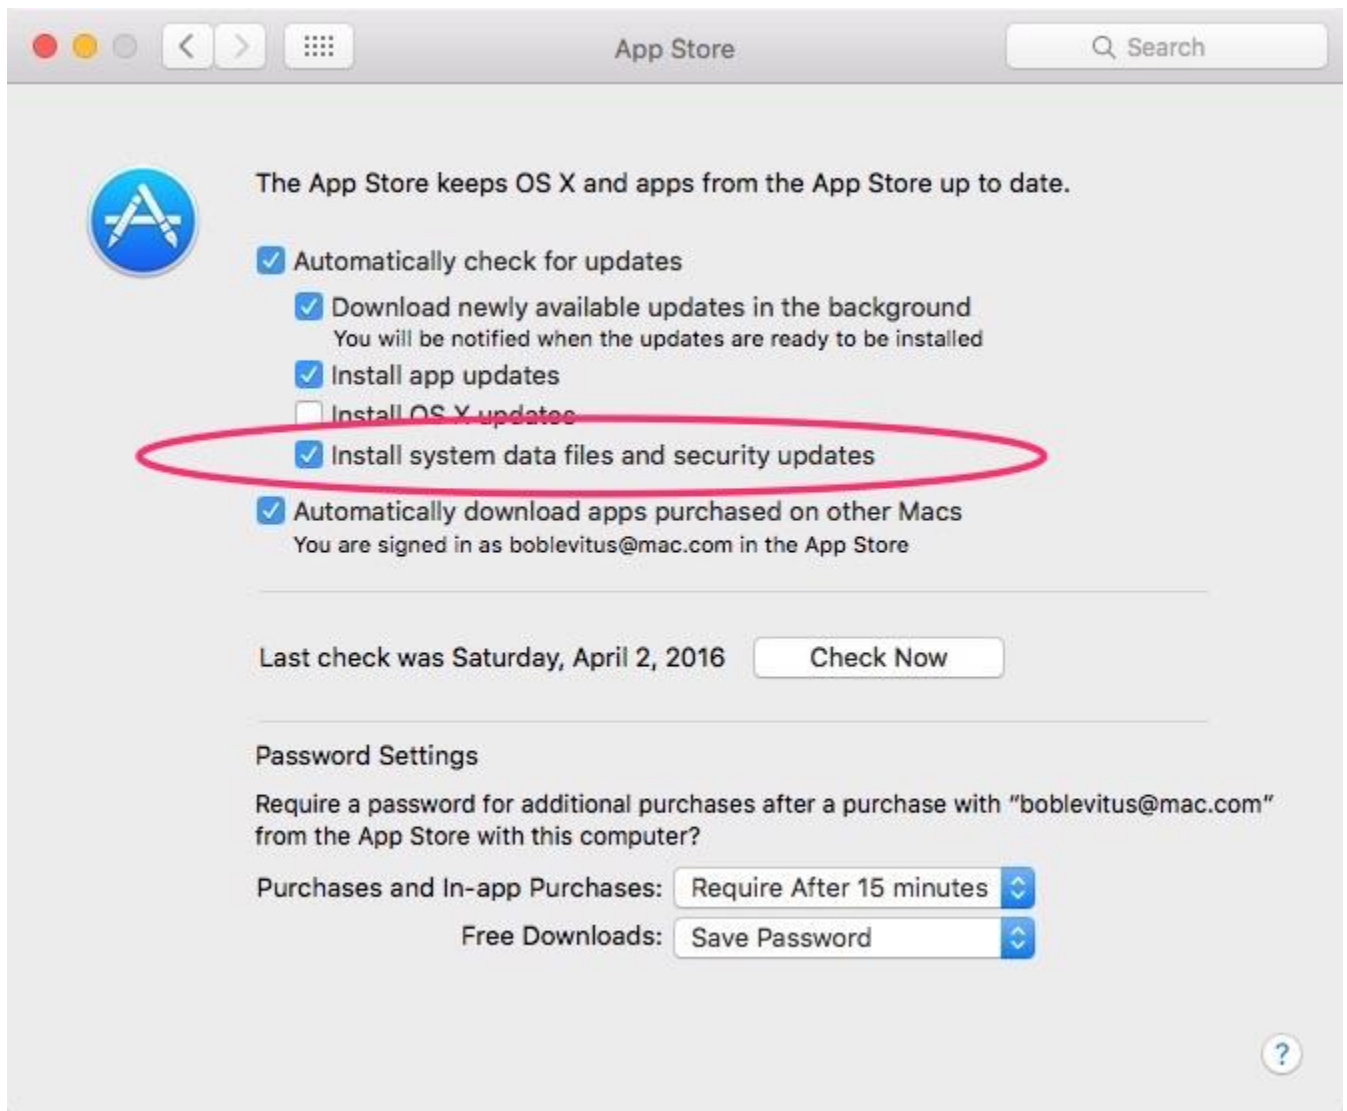 App Store
Search
The App Store keeps OS X and apps from the App Store up to date.
Automatically check for updates
Download newly available updates in the background
You will be notified when the updates are ready to be installed
Install app updates
Install OS X updates
Install system data files and security updates
Automatically download apps purchased on other Macs
You are signed in as boblevitus@mac.com in the App Store
Last check was Saturday, April 2, 2016 Check Now
Password Settings
Require a password for additional purchases after a purchase with “boblevitus@mac.com”
from the App Store with this computer?
Purchases and In-app Purchases: Require After 15 minutes
Free Downloads: Save Password
?